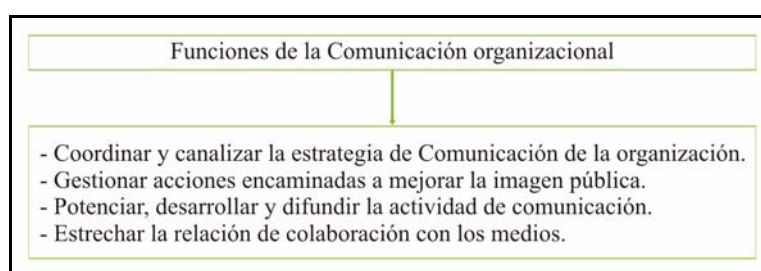 Funciones de la Comunicación organizacional
- Coordinar y canalizar la estrategia de Comunicación de la organización.
- Gestionar acciones encaminadas a mejorar la imagen pública.
- Potenciar, desarrollar y difundir la actividad de comunicación.
- Estrechar la relación de colaboración con los medios.